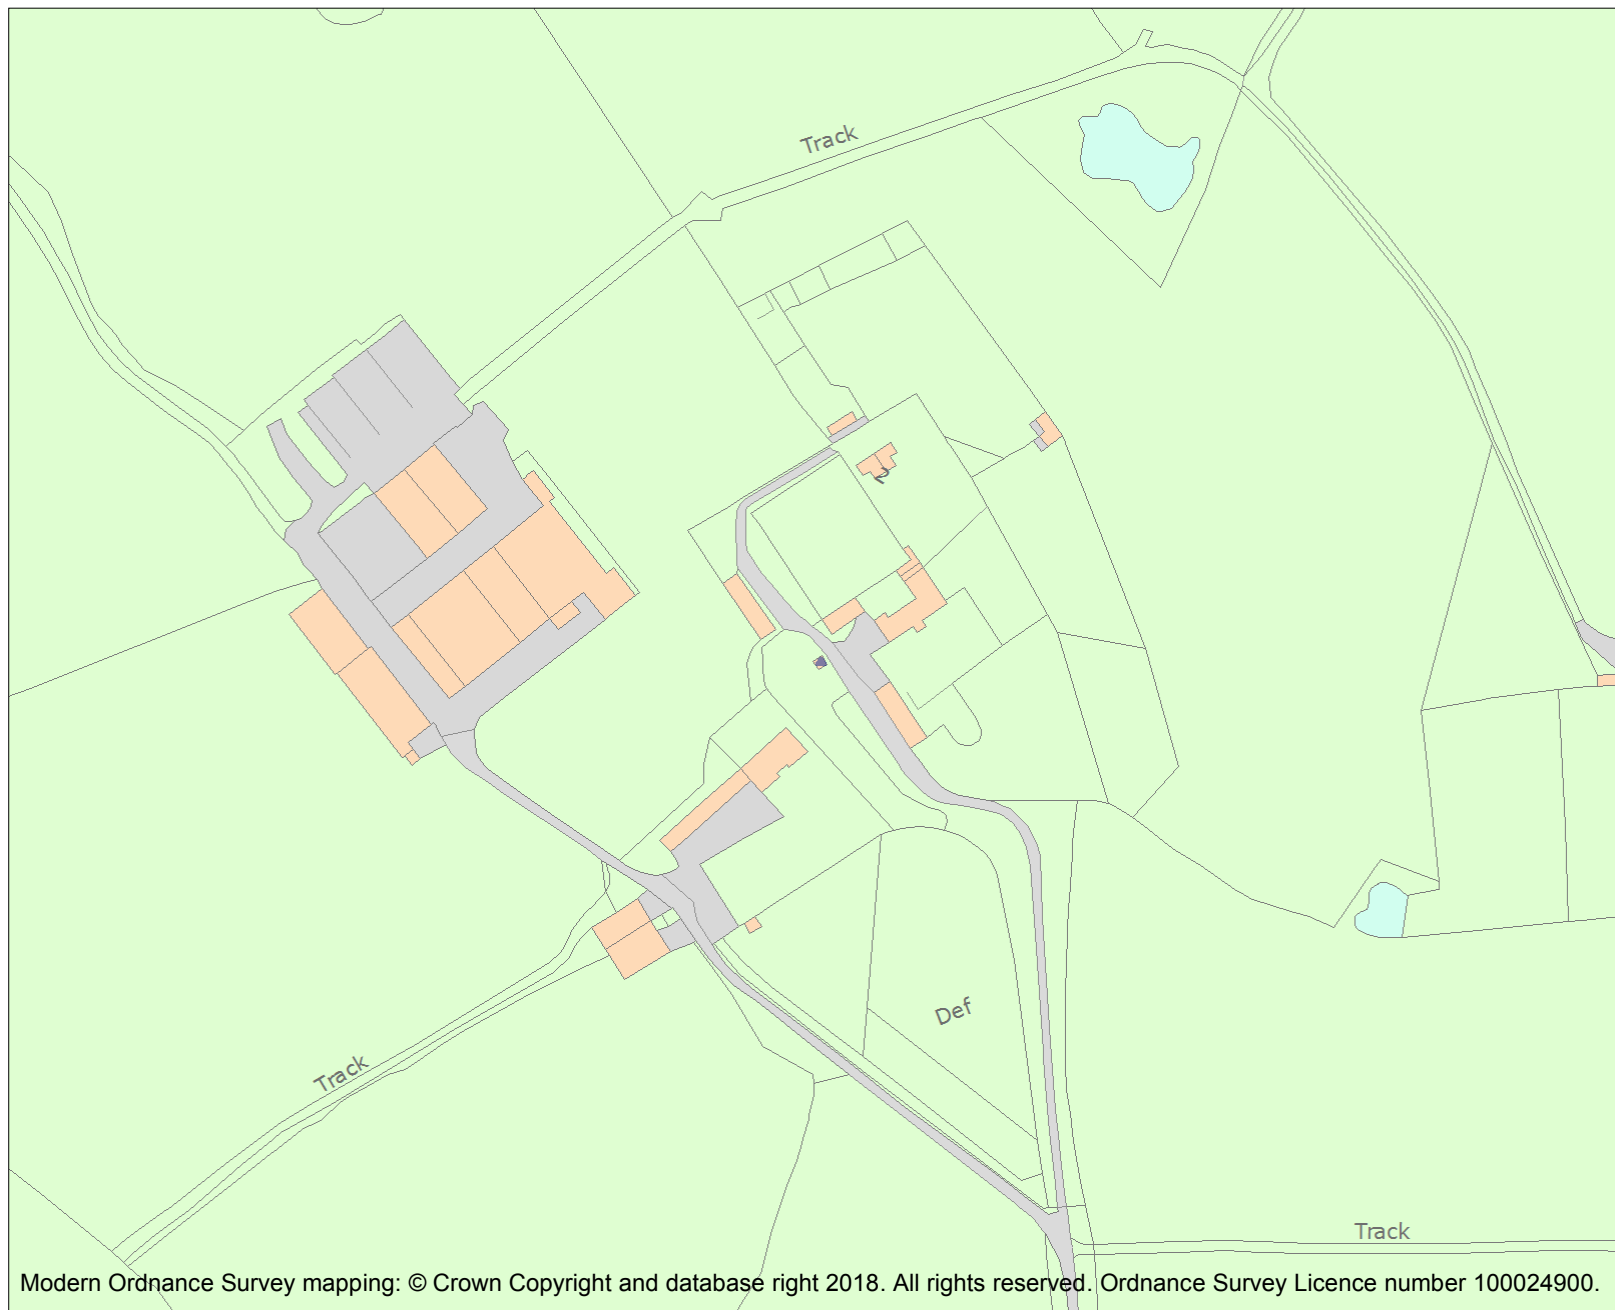 Track
2
Def
Track
Track
Modern Ordnance Survey mapping: © Crown Copyright and database right 2018. All rights reserved. Ordnance Survey Licence number 100024900.